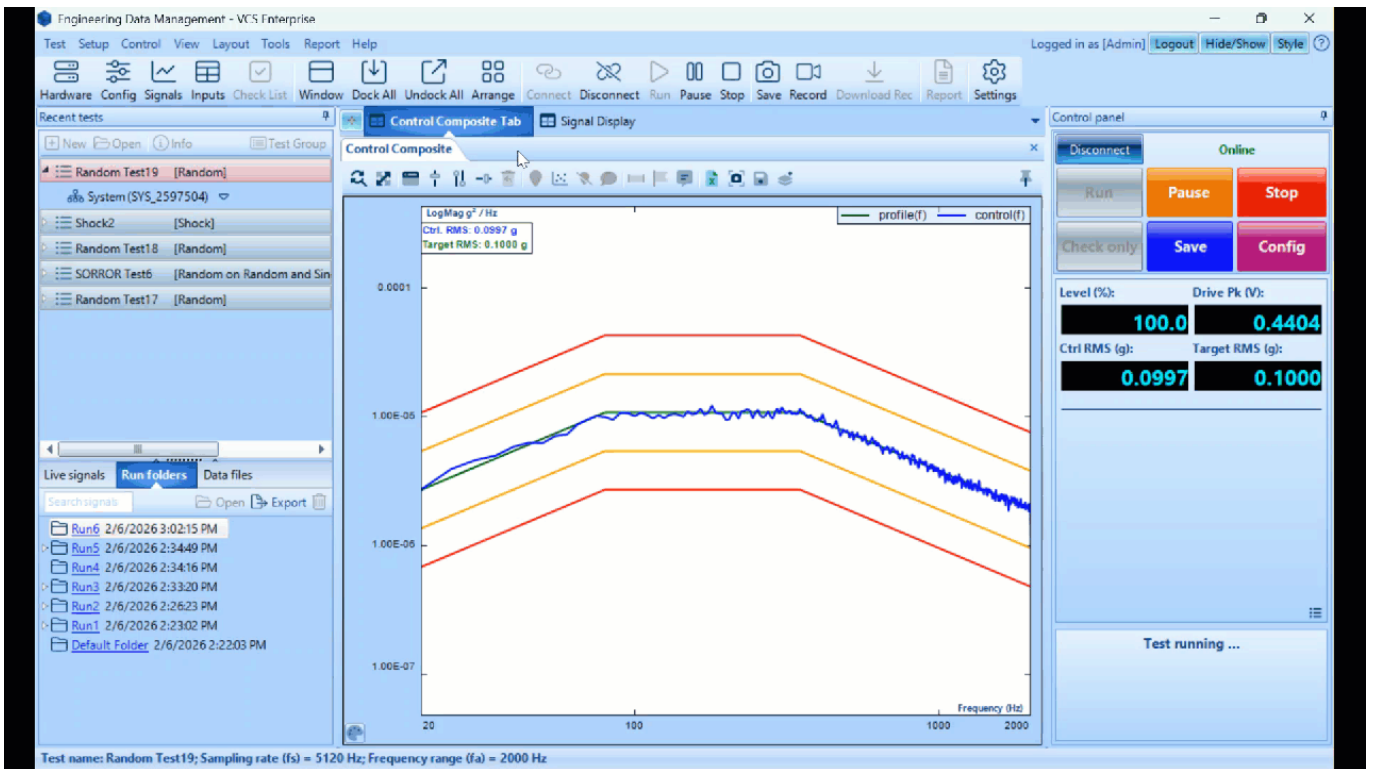 Engineering Data Management - VCS Enterprise
Test Setup Control View Layout Tools Report Help
Logged in as [Admin] Logout Hide/Show Style ?
Hardware Config Signals Inputs Check List Window Dock All Undock All Arrange Connect Disconnect Run Pause Stop Save Record Download Rec Report Settings
Recent tests
New Open Info Test Group
Random Test19 [Random]
System (SYS_2597504)
Shock2 [Shock]
Random Test18 [Random]
SORROR Test6 [Random on Random and Sin
Random Test17 [Random]
Live signals Run folders Data files
Search signals Open Export
Run6 2/6/2026 3:02:15 PM
Run5 2/6/2026 2:34:49 PM
Run4 2/6/2026 2:34:16 PM
Run3 2/6/2026 2:33:20 PM
Run2 2/6/2026 2:26:23 PM
Run1 2/6/2026 2:23:02 PM
Default Folder 2/6/2026 2:22:03 PM
Control Composite Tab Signal Display
Control Composite
LogMag g² / Hz
Ctrl. RMS: 0.0997 g
Target RMS: 0.1000 g
profile(f) control(f)
0.0001
1.00E-05
1.00E-06
1.00E-07
Frequency (Hz)
20 100 1000 2000
Control panel
Disconnect Online
Run Pause Stop
Check only Save Config
Level (%): Drive Pk (V):
100.0 0.4404
Ctrl RMS (g): Target RMS (g):
0.0997 0.1000
Test running ...
Test name: Random Test19; Sampling rate (fs) = 5120 Hz; Frequency range (fa) = 2000 Hz